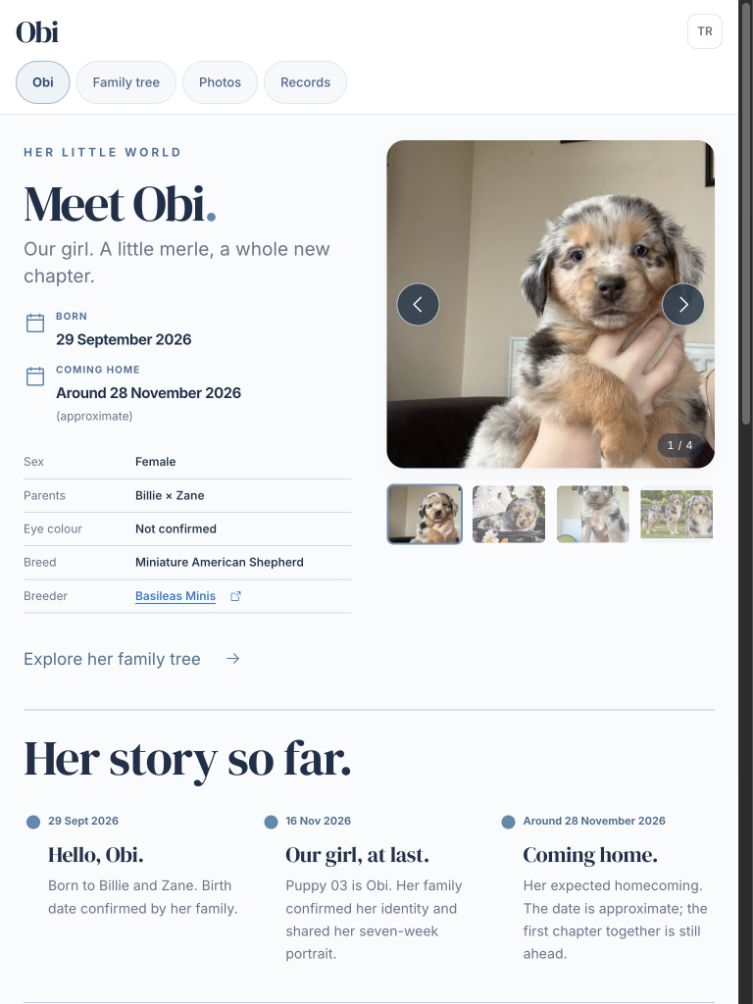 Obi
TR
Obi
Family tree
Photos
Records
HER LITTLE WORLD
Meet Obi.
Our girl. A little merle, a whole new
chapter.
BORN
29 September 2026
COMING HOME
Around 28 November 2026
(approximate)
Sex Female
Parents Billie × Zane
Eye colour Not confirmed
Breed Miniature American Shepherd
Breeder Basileas Minis
1 / 4
Explore her family tree
Her story so far.
29 Sept 2026
Hello, Obi.
Born to Billie and Zane. Birth
date confirmed by her family.
16 Nov 2026
Our girl, at last.
Puppy 03 is Obi. Her family
confirmed her identity and
shared her seven-week
portrait.
Around 28 November 2026
Coming home.
Her expected homecoming.
The date is approximate; the
first chapter together is still
ahead.